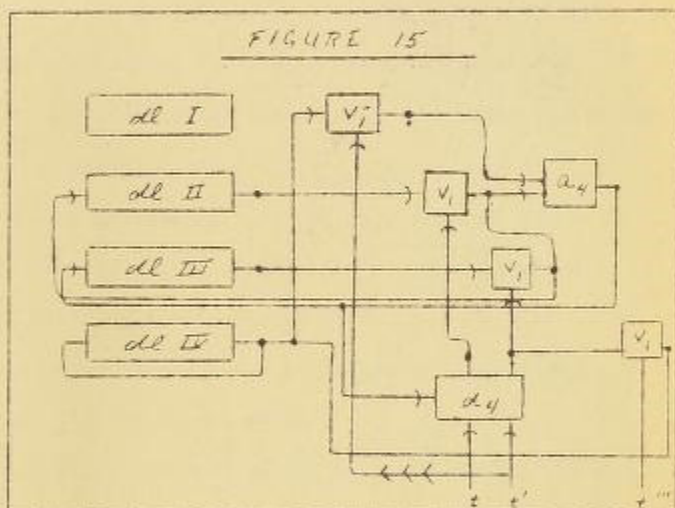 FIGURE 15
dl I
v₁
dl II
v₁
a₄
dl III
v₁
dl IV
v₁
d₄
t t' t'''